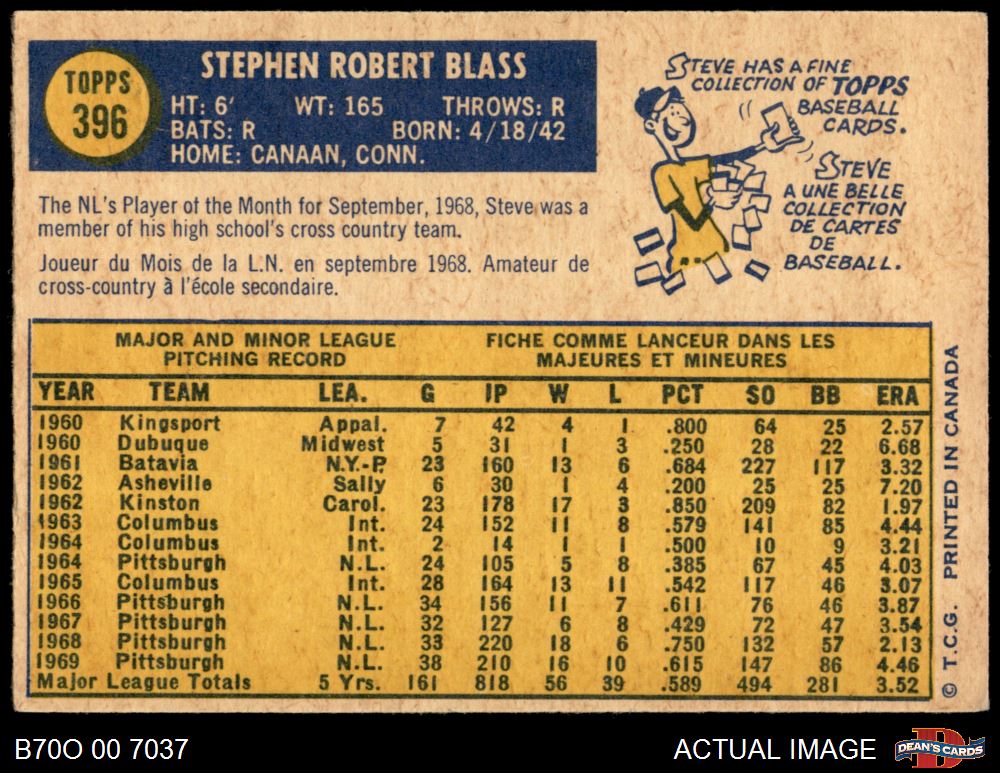 TOPPS
396
STEPHEN ROBERT BLASS
HT: 6' WT: 165 THROWS: R
BATS: R BORN: 4/18/42
HOME: CANAAN, CONN.
STEVE HAS A FINE
COLLECTION OF TOPPS
BASEBALL
CARDS.
STEVE
A UNE BELLE
COLLECTION
DE CARTES
DE
BASEBALL.
The NL's Player of the Month for September, 1968, Steve was a
member of his high school's cross country team.
Joueur du Mois de la L.N. en septembre 1968. Amateur de
cross-country à l'école secondaire.
MAJOR AND MINOR LEAGUE FICHE COMME LANCEUR DANS LES
PITCHING RECORD MAJEURES ET MINEURES
YEAR TEAM LEA. G IP W L PCT SO BB ERA
1960 Kingsport Appal. 7 42 4 1 .800 64 25 2.57
1960 Dubuque Midwest 5 31 1 3 .250 28 22 6.68
1961 Batavia N.Y.-P. 23 160 13 6 .684 227 117 3.32
1962 Asheville Sally 6 30 1 4 .200 25 25 7.20
1962 Kinston Carol. 23 178 17 3 .850 209 82 1.97
1963 Columbus Int. 24 152 11 8 .579 141 85 4.44
1964 Columbus Int. 2 14 1 1 .500 10 9 3.21
1964 Pittsburgh N.L. 24 105 5 8 .385 67 45 4.03
1965 Columbus Int. 28 164 13 11 .542 117 46 3.07
1966 Pittsburgh N.L. 34 156 11 7 .611 76 46 3.87
1967 Pittsburgh N.L. 32 127 6 8 .429 72 47 3.54
1968 Pittsburgh N.L. 33 220 18 6 .750 132 57 2.13
1969 Pittsburgh N.L. 38 210 16 10 .615 147 86 4.46
Major League Totals 5 Yrs. 161 818 56 39 .589 494 281 3.52
© T.C.G. PRINTED IN CANADA
B70O 00 7037 ACTUAL IMAGE
DEAN'S CARDS